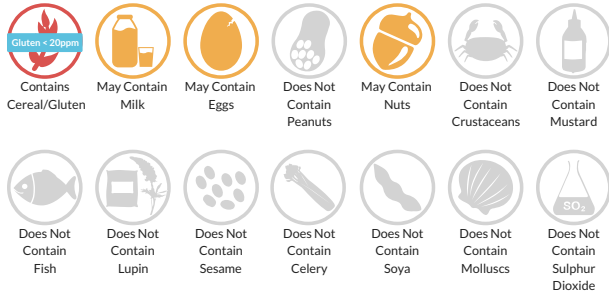 Gluten < 20ppm
Contains
Cereal/Gluten
May Contain
Milk
May Contain
Eggs
Does Not
Contain
Peanuts
May Contain
Nuts
Does Not
Contain
Crustaceans
Does Not
Contain
Mustard
Does Not
Contain
Fish
Does Not
Contain
Lupin
Does Not
Contain
Sesame
Does Not
Contain
Celery
Does Not
Contain
Soya
Does Not
Contain
Molluscs
SO₂
Does Not
Contain
Sulphur
Dioxide